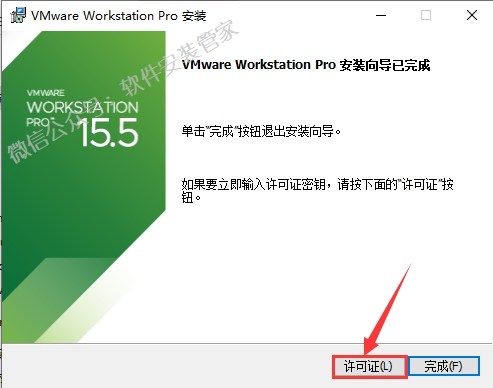 VMware Workstation Pro 安装
微信公众号:软件安装管家
VMWARE
WORKSTATION
PRO™
15.5
VMware Workstation Pro 安装向导已完成
单击"完成"按钮退出安装向导。
如果要立即输入许可证密钥，请按下面的"许可证"按
钮。
许可证(L)
完成(F)